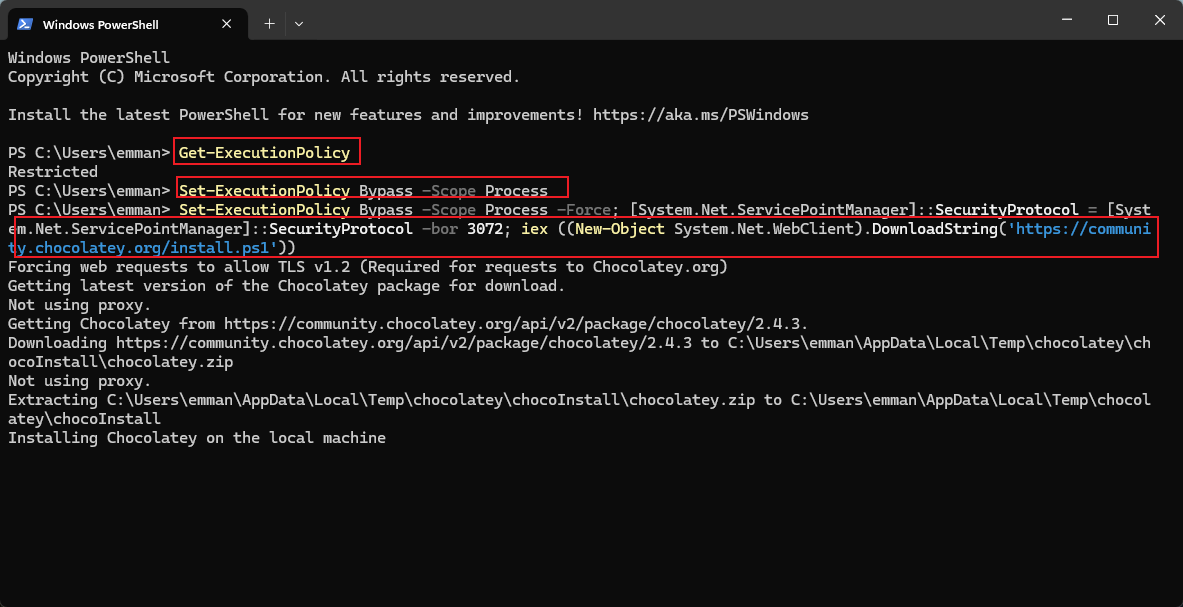 Windows PowerShell
Windows PowerShell
Copyright (C) Microsoft Corporation. All rights reserved.
Install the latest PowerShell for new features and improvements! https://aka.ms/PSWindows
PS C:\Users\emman> Get-ExecutionPolicy
Restricted
PS C:\Users\emman> Set-ExecutionPolicy Bypass -Scope Process
PS C:\Users\emman> Set-ExecutionPolicy Bypass -Scope Process -Force; [System.Net.ServicePointManager]::SecurityProtocol = [Syst
em.Net.ServicePointManager]::SecurityProtocol -bor 3072; iex ((New-Object System.Net.WebClient).DownloadString('https://communi
ty.chocolatey.org/install.ps1'))
Forcing web requests to allow TLS v1.2 (Required for requests to Chocolatey.org)
Getting latest version of the Chocolatey package for download.
Not using proxy.
Getting Chocolatey from https://community.chocolatey.org/api/v2/package/chocolatey/2.4.3.
Downloading https://community.chocolatey.org/api/v2/package/chocolatey/2.4.3 to C:\Users\emman\AppData\Local\Temp\chocolatey\ch
ocoInstall\chocolatey.zip
Not using proxy.
Extracting C:\Users\emman\AppData\Local\Temp\chocolatey\chocoInstall\chocolatey.zip to C:\Users\emman\AppData\Local\Temp\chocol
atey\chocoInstall
Installing Chocolatey on the local machine